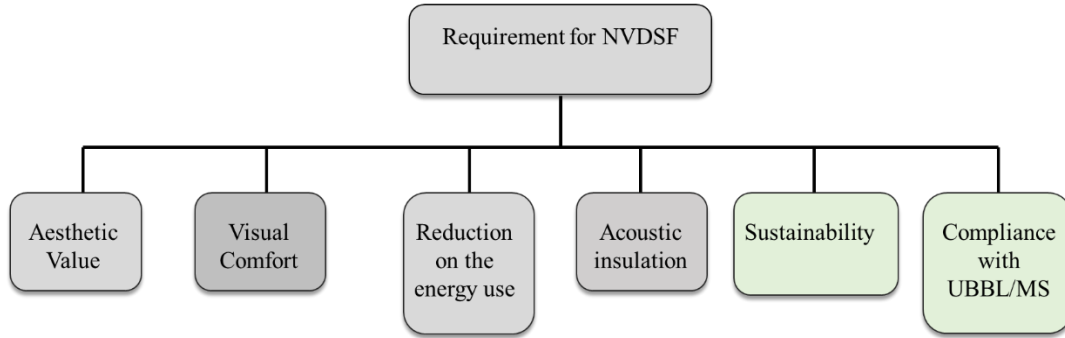 Requirement for NVDSF
Aesthetic
Value
Visual
Comfort
Reduction
on the
energy use
Acoustic
insulation
Sustainability
Compliance
with
UBBL/MS